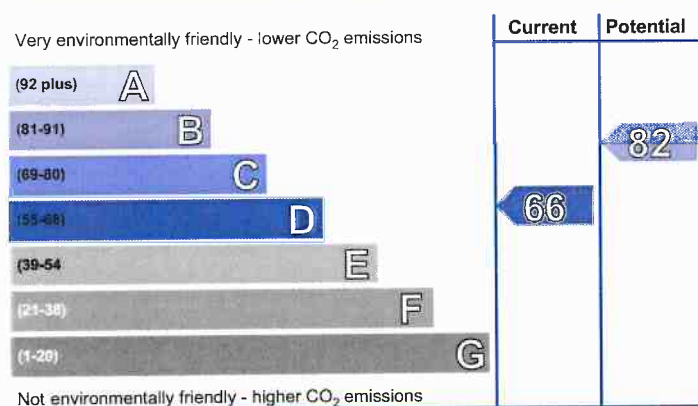 Current Potential
Very environmentally friendly - lower CO₂ emissions
(92 plus) A
(81-91) B
82
(69-80) C
(55-68) D
66
(39-54 E
(21-38) F
(1-20) G
Not environmentally friendly - higher CO₂ emissions